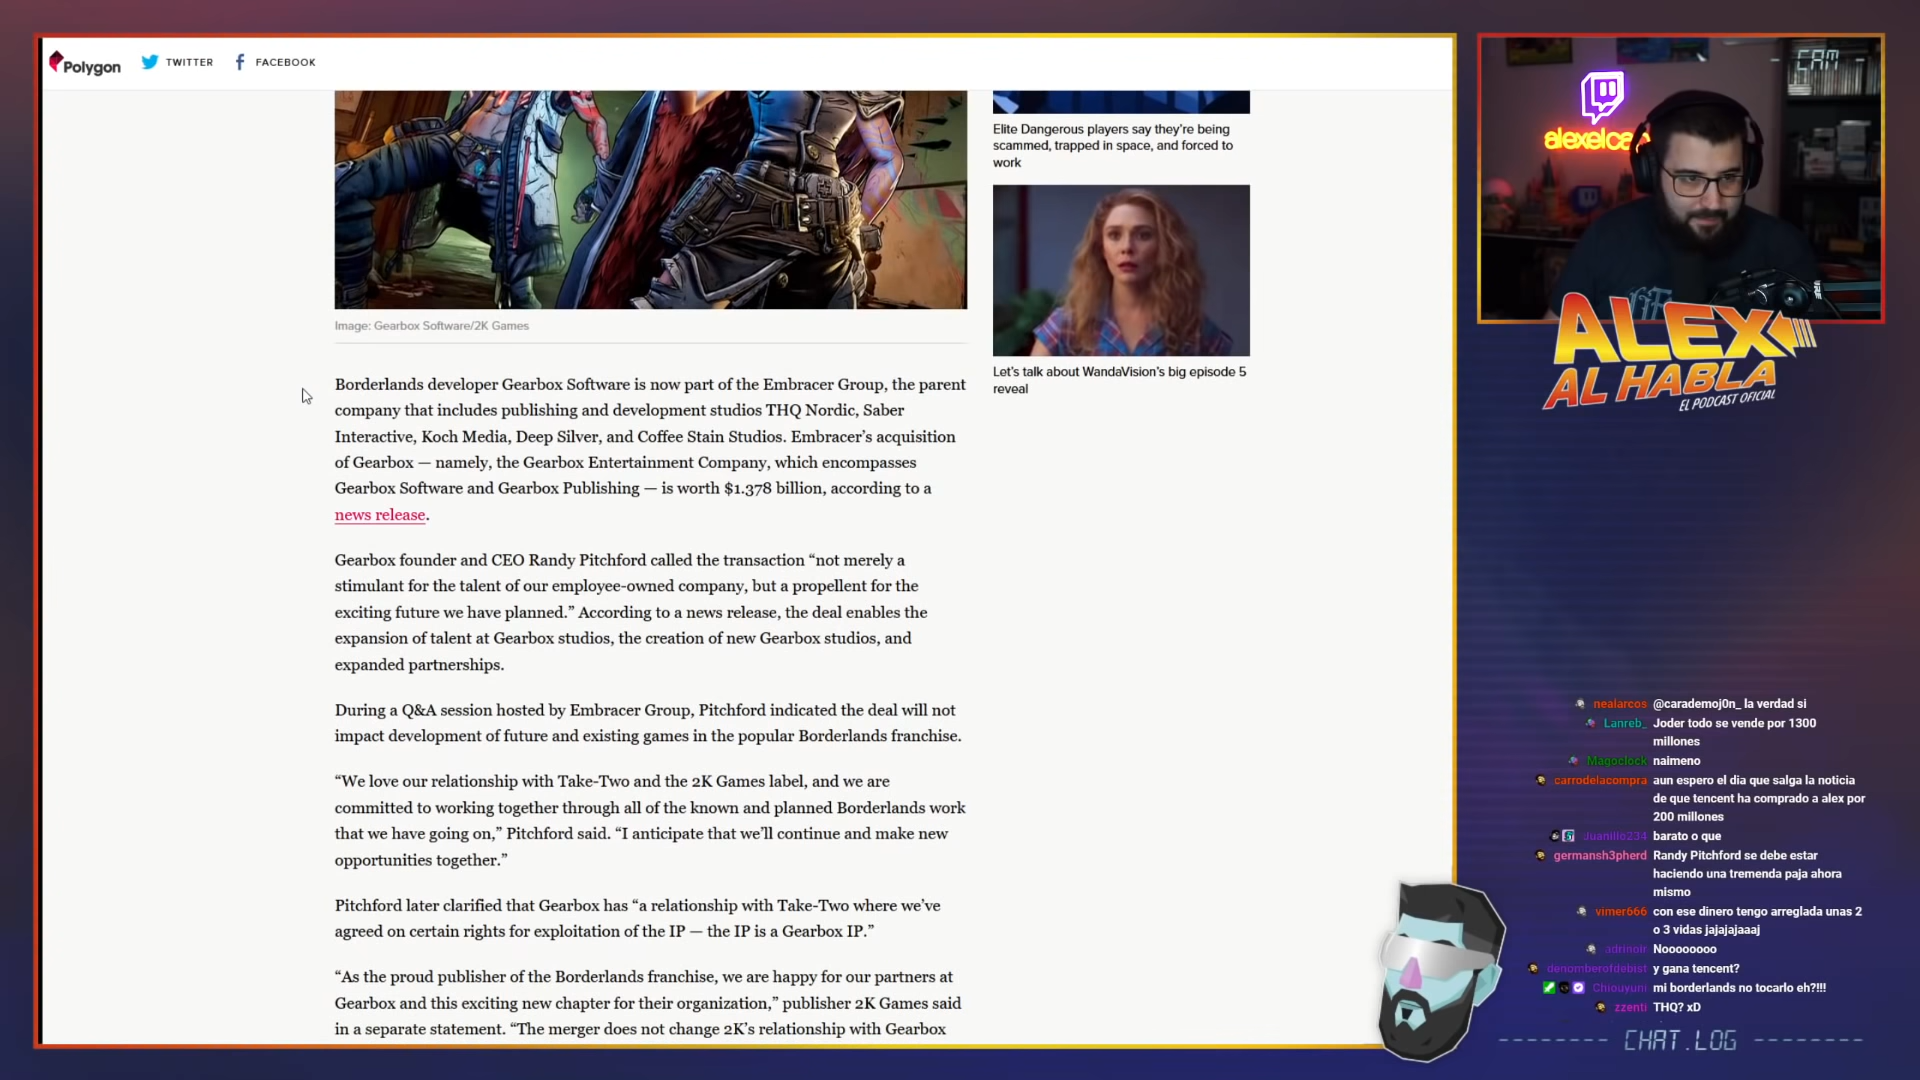 Polygon
TWITTER
FACEBOOK
Image: Gearbox Software/2K Games
Borderlands developer Gearbox Software is now part of the Embracer Group, the parent
company that includes publishing and development studios THQ Nordic, Saber
Interactive, Koch Media, Deep Silver, and Coffee Stain Studios. Embracer’s acquisition
of Gearbox — namely, the Gearbox Entertainment Company, which encompasses
Gearbox Software and Gearbox Publishing — is worth $1.378 billion, according to a
news release.
Gearbox founder and CEO Randy Pitchford called the transaction “not merely a
stimulant for the talent of our employee-owned company, but a propellent for the
exciting future we have planned.” According to a news release, the deal enables the
expansion of talent at Gearbox studios, the creation of new Gearbox studios, and
expanded partnerships.
During a Q&A session hosted by Embracer Group, Pitchford indicated the deal will not
impact development of future and existing games in the popular Borderlands franchise.
“We love our relationship with Take-Two and the 2K Games label, and we are
committed to working together through all of the known and planned Borderlands work
that we have going on,” Pitchford said. “I anticipate that we’ll continue and make new
opportunities together.”
Pitchford later clarified that Gearbox has “a relationship with Take-Two where we’ve
agreed on certain rights for exploitation of the IP — the IP is a Gearbox IP.”
“As the proud publisher of the Borderlands franchise, we are happy for our partners at
Gearbox and this exciting new chapter for their organization,” publisher 2K Games said
in a separate statement. “The merger does not change 2K’s relationship with Gearbox
Elite Dangerous players say they’re being
scammed, trapped in space, and forced to
work
Let’s talk about WandaVision’s big episode 5
reveal
CAM
ALEX
AL HABLA
EL PODCAST OFICIAL
nealarcos @carademoj0n_ la verdad si
Lanreb_ Joder todo se vende por 1300
millones
Magoclock naimeno
carrodelacompra aun espero el dia que salga la noticia
de que tencent ha comprado a alex por
200 millones
Juanillo234 barato o que
germansh3pherd Randy Pitchford se debe estar
haciendo una tremenda paja ahora
mismo
vimer666 con ese dinero tengo arreglada unas 2
o 3 vidas jajajajaaaj
adrinoir Nooooooo
denomberofdebist y gana tencent?
Chiouyuni mi borderlands no tocarlo eh?!!!
zzenti THQ? xD
CHAT.LOG